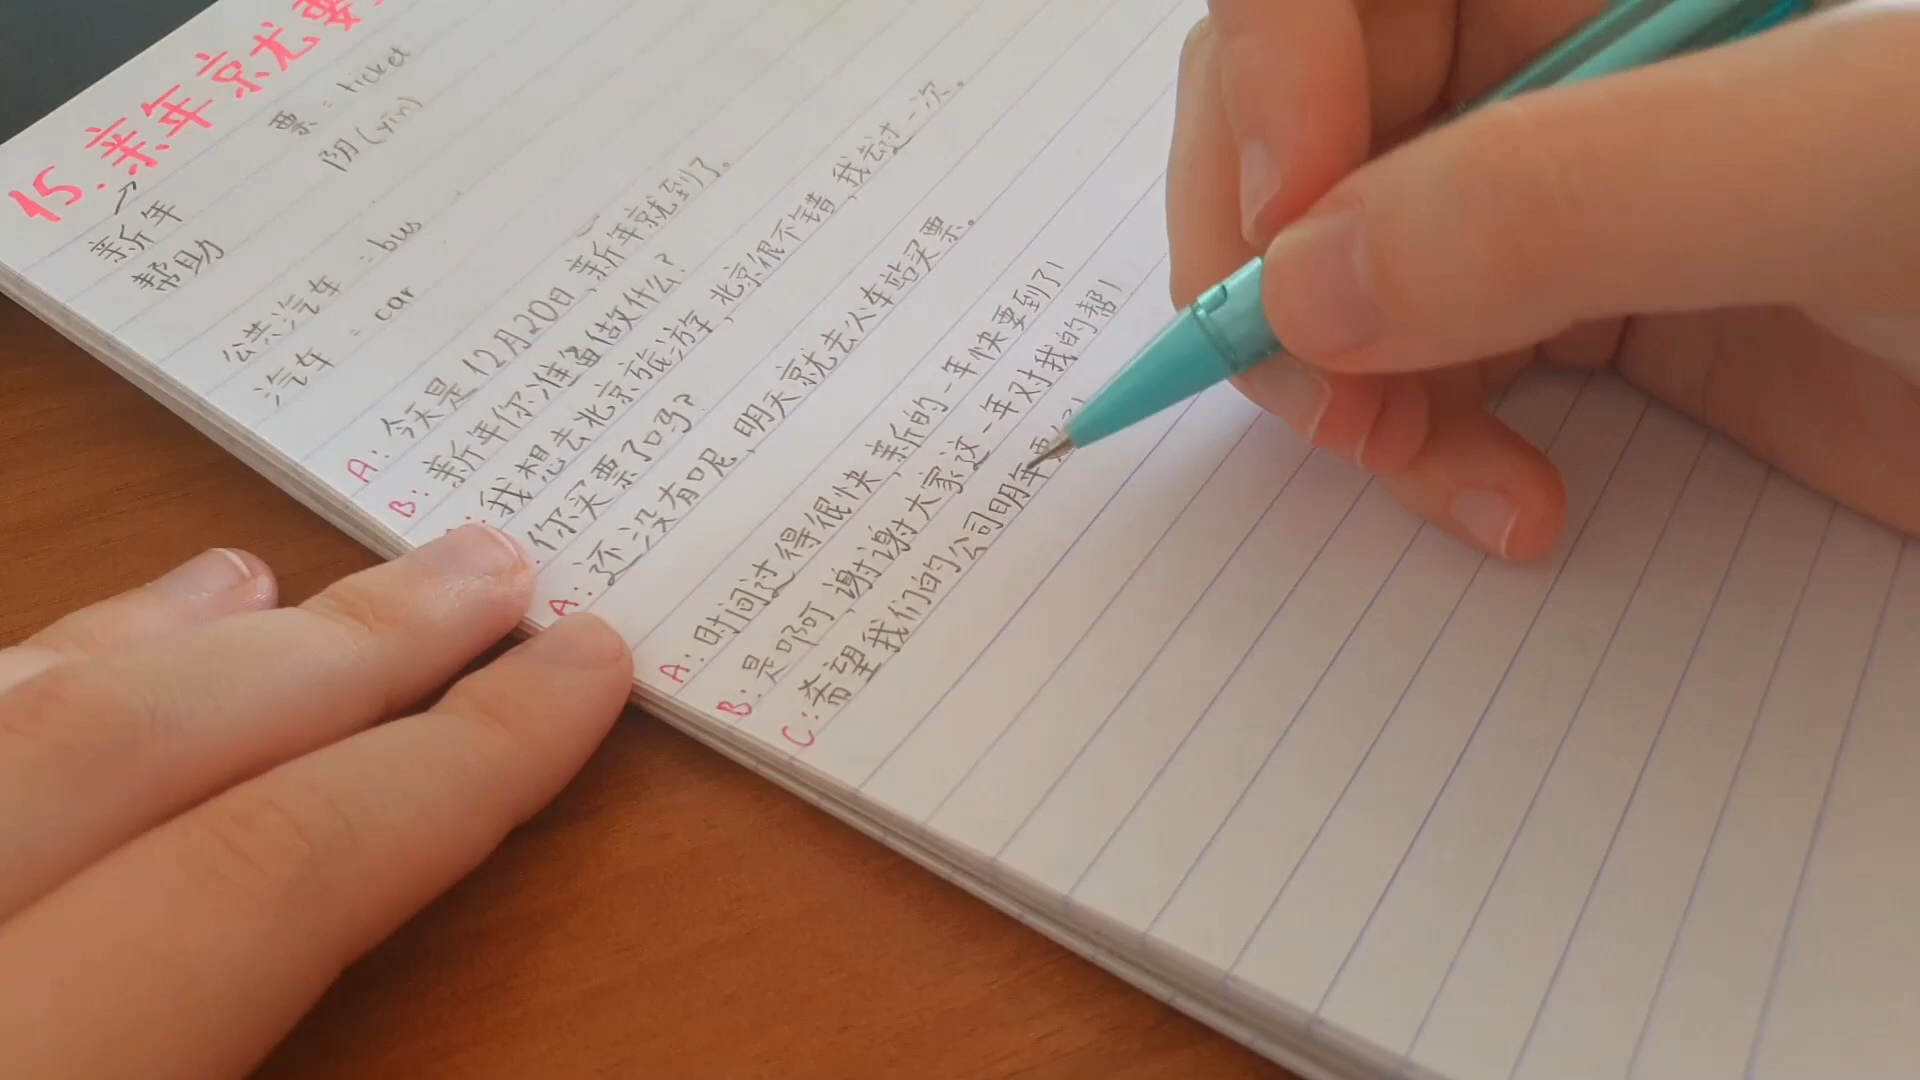 15. 亲年京尤要
票 = ticket
阴 (yin)
新年
帮助
公共汽车 = bus
汽车 = car
A: 今天是12月20日,新年就到了。
B: 新年你准备做什么?
我想去北京旅游,北京很不错,我去过一次。
你买票了吗?
A: 还没有呢,明天就去火车站买票。
A: 时间过得很快,新的一年快要到了!
B: 是啊,谢谢大家这一年对我的帮!
C: 希望我们的公司明年要